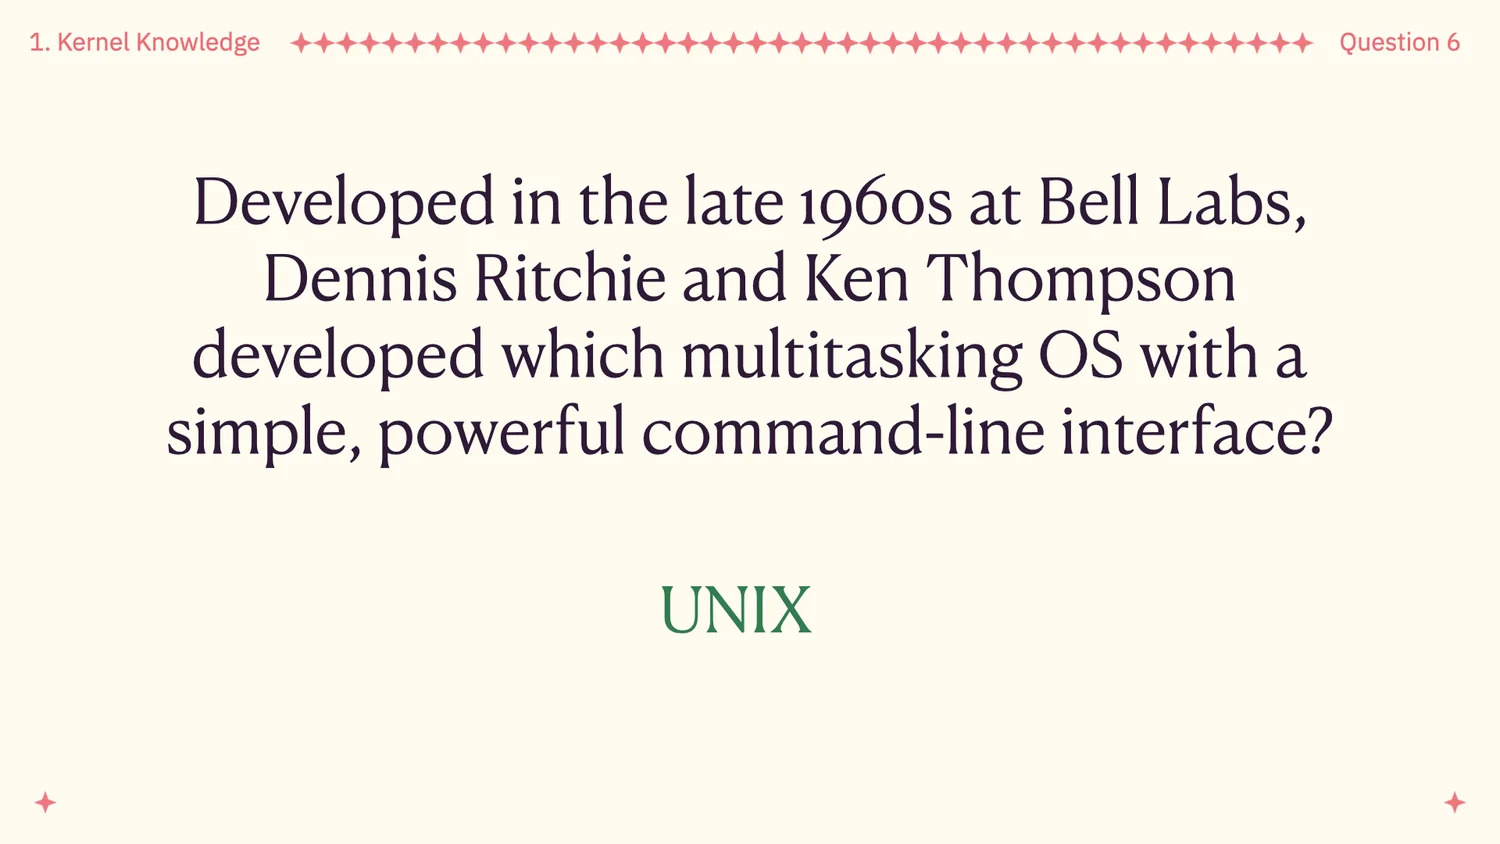 1. Kernel Knowledge
Question 6
Developed in the late 1960s at Bell Labs,
Dennis Ritchie and Ken Thompson
developed which multitasking OS with a
simple, powerful command-line interface?
UNIX